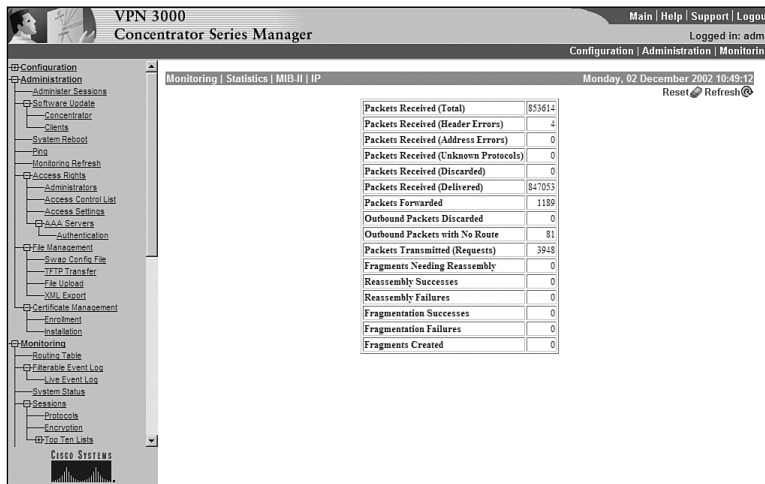 VPN 3000
Concentrator Series Manager
Main | Help | Support | Logou
Logged in: adm
Configuration | Administration | Monitorin
Configuration
Administration
Administer Sessions
Software Update
Concentrator
Clients
System Reboot
Ping
Monitoring Refresh
Access Rights
Administrators
Access Control List
Access Settings
AAA Servers
Authentication
File Management
Swap Config File
TFTP Transfer
File Upload
XML Export
Certificate Management
Enrollment
Installation
Monitoring
Routing Table
Filterable Event Log
Live Event Log
System Status
Sessions
Protocols
Encryption
Top Ten Lists
CISCO SYSTEMS
Monitoring | Statistics | MIB-II | IP
Monday, 02 December 2002 10:49:12
Reset Refresh
Packets Received (Total) 853614
Packets Received (Header Errors) 4
Packets Received (Address Errors) 0
Packets Received (Unknown Protocols) 0
Packets Received (Discarded) 0
Packets Received (Delivered) 847053
Packets Forwarded 1189
Outbound Packets Discarded 0
Outbound Packets with No Route 81
Packets Transmitted (Requests) 3948
Fragments Needing Reassembly 0
Reassembly Successes 0
Reassembly Failures 0
Fragmentation Successes 0
Fragmentation Failures 0
Fragments Created 0